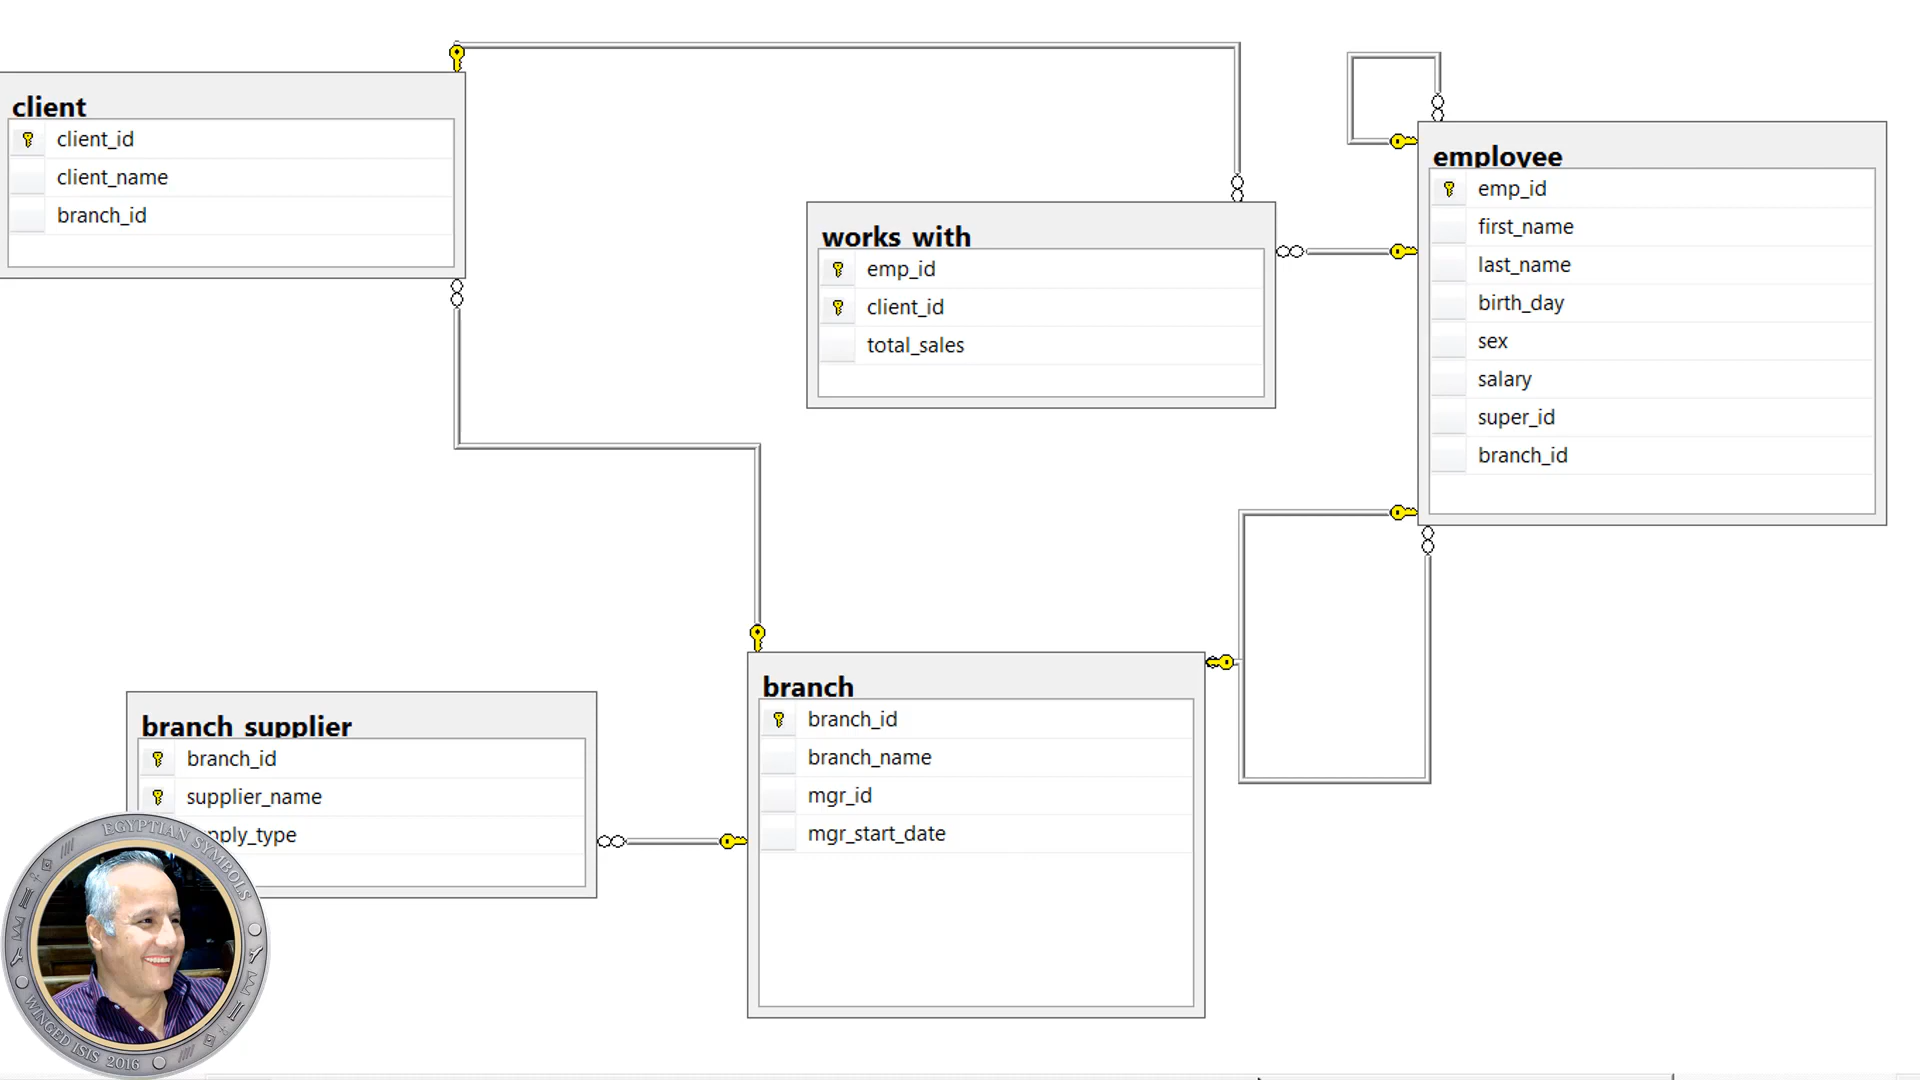 client
client_id
client_name
branch_id
works_with
emp_id
client_id
total_sales
employee
emp_id
first_name
last_name
birth_day
sex
salary
super_id
branch_id
branch_supplier
branch_id
supplier_name
pply_type
branch
branch_id
branch_name
mgr_id
mgr_start_date
EGYPTIAN SYMBOLS
WINGED ISIS 2016